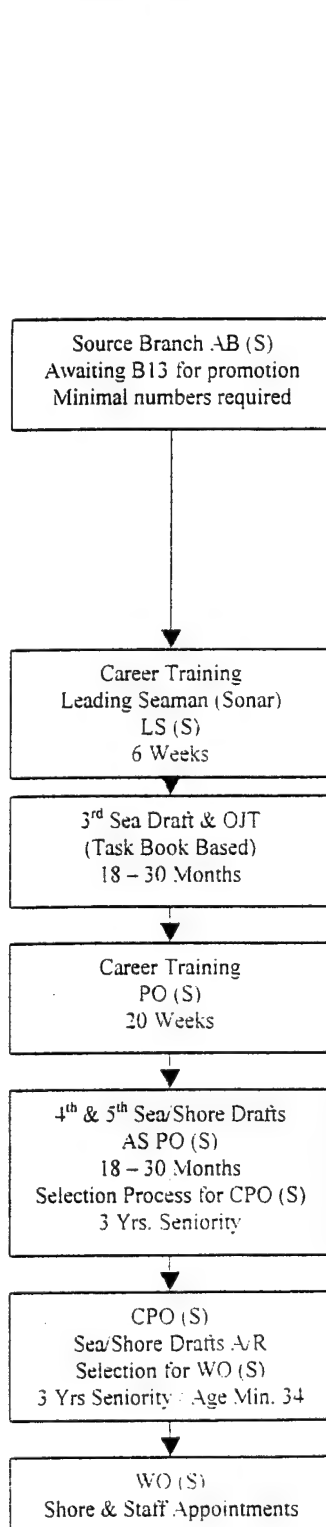 Source Branch AB (S)
Awaiting B13 for promotion
Minimal numbers required
Career Training
Leading Seaman (Sonar)
LS (S)
6 Weeks
3rd Sea Draft & OJT
(Task Book Based)
18 – 30 Months
Career Training
PO (S)
20 Weeks
4th & 5th Sea/Shore Drafts
AS PO (S)
18 – 30 Months
Selection Process for CPO (S)
3 Yrs. Seniority
CPO (S)
Sea/Shore Drafts A/R
Selection for WO (S)
3 Yrs Seniority / Age Min. 34
WO (S)
Shore & Staff Appointments